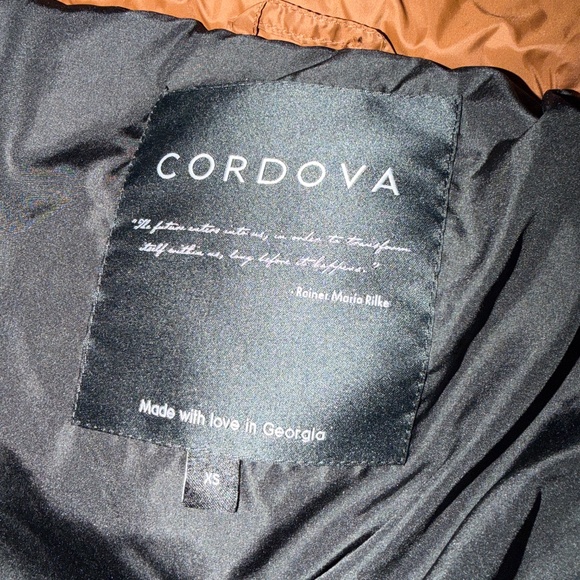 CORDOVA
"The future enters into us, in order to transform
itself within us, long before it happens."
- Rainer Maria Rilke
Made with love in Georgia
XS